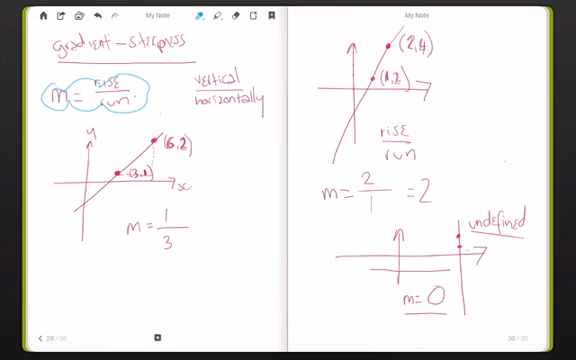 My Note
My Note
gradient - steepness
m = rise/run
vertical/horizontally
y
(6,2)
(3,1)
x
m = 1/3
29 / 30
(2,4)
(1,2)
rise/run
m = 2/1 = 2
undefined
m = 0
30 / 30